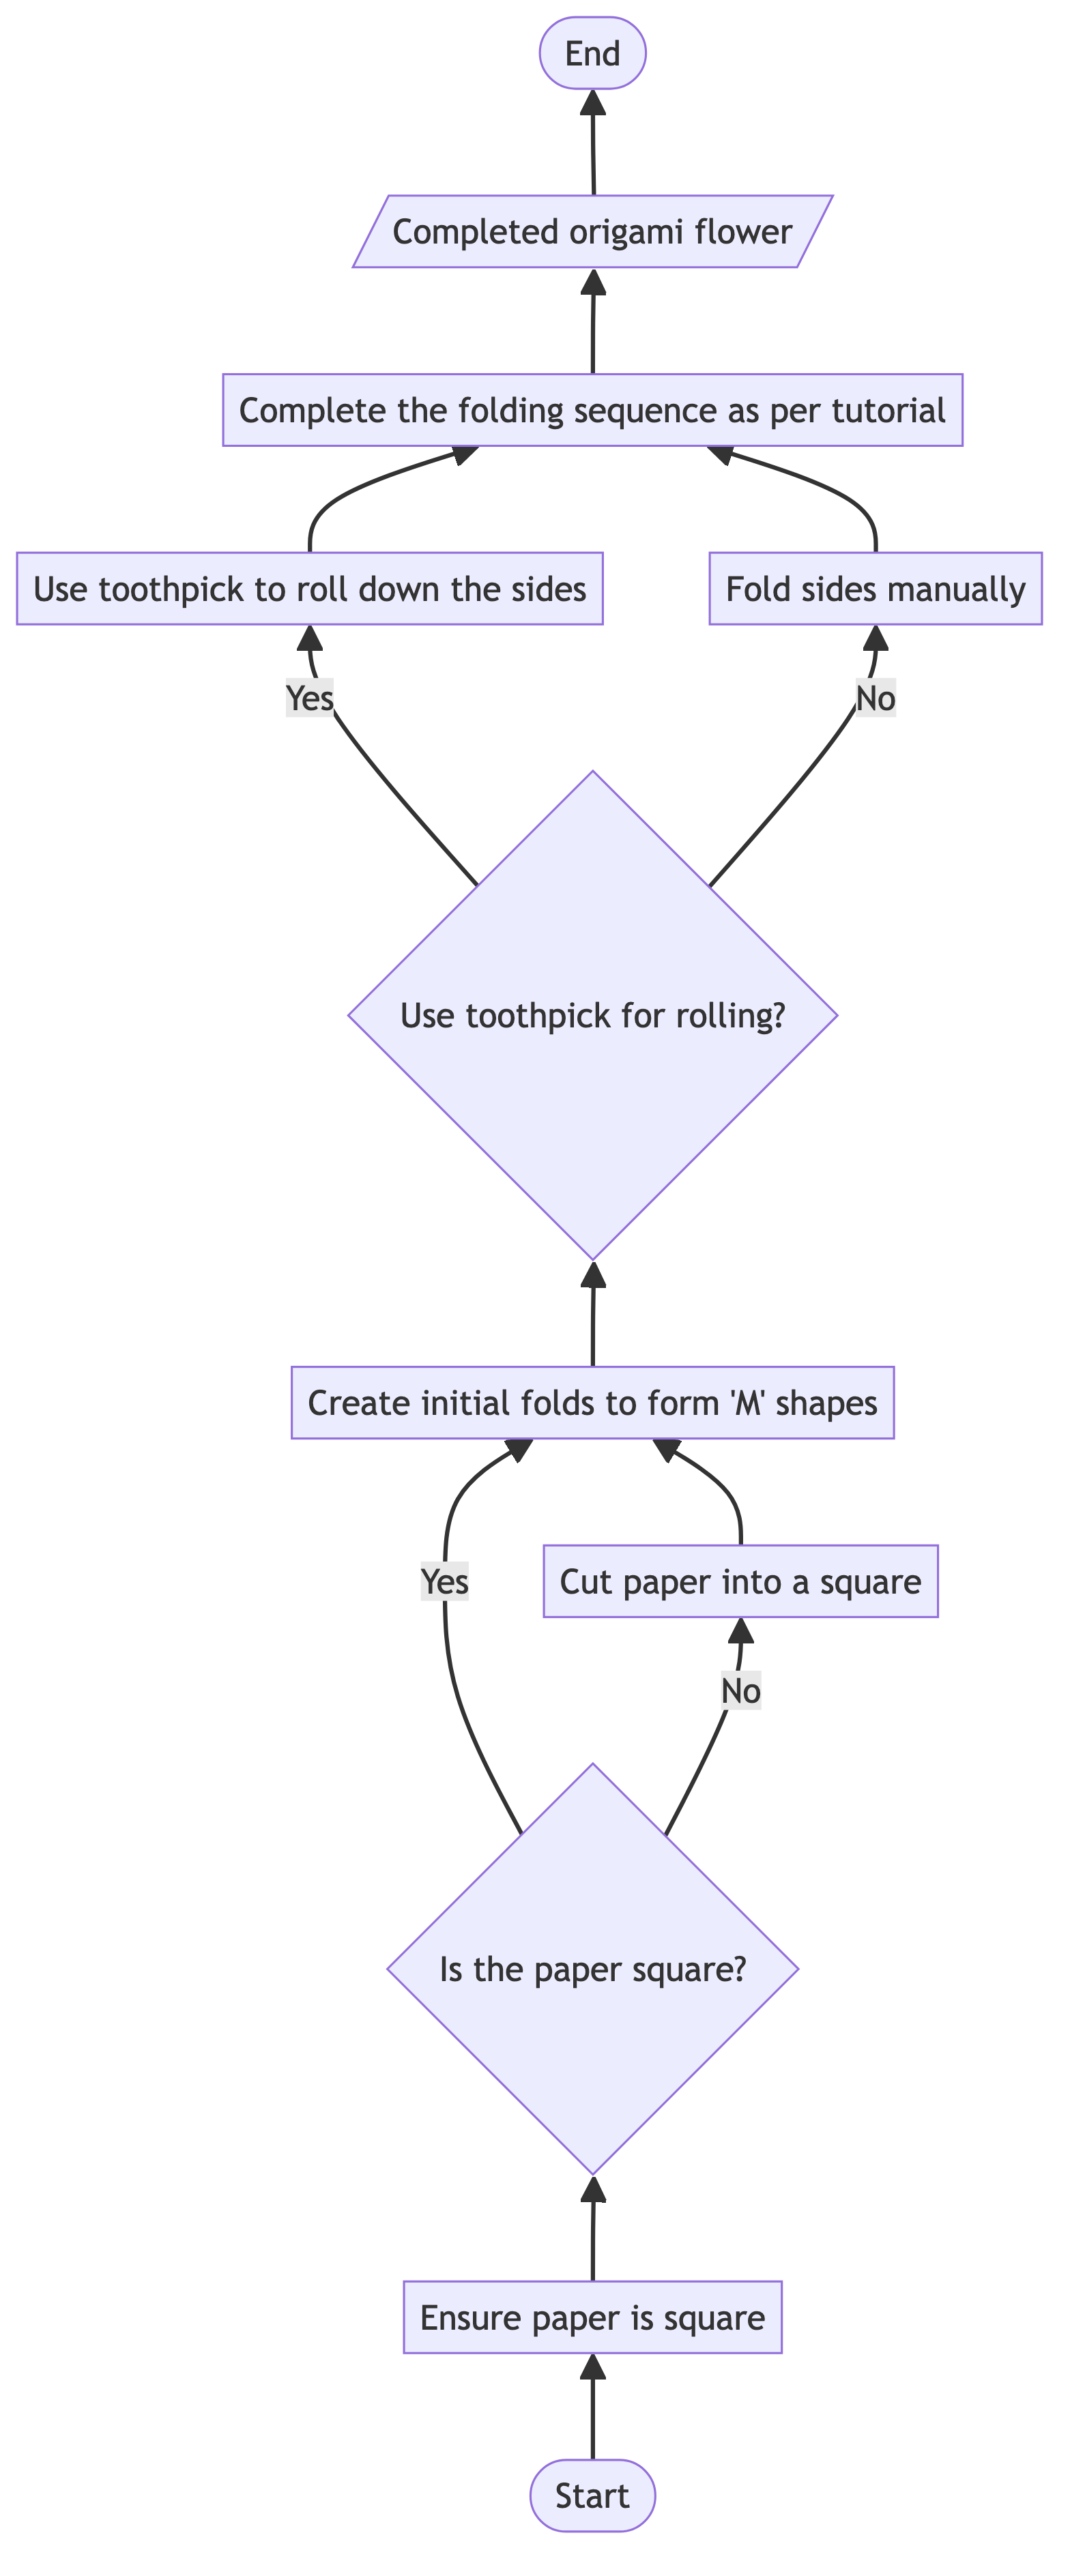 End
Completed origami flower
Complete the folding sequence as per tutorial
Use toothpick to roll down the sides
Fold sides manually
Yes
No
Use toothpick for rolling?
Create initial folds to form 'M' shapes
Yes
Cut paper into a square
No
Is the paper square?
Ensure paper is square
Start